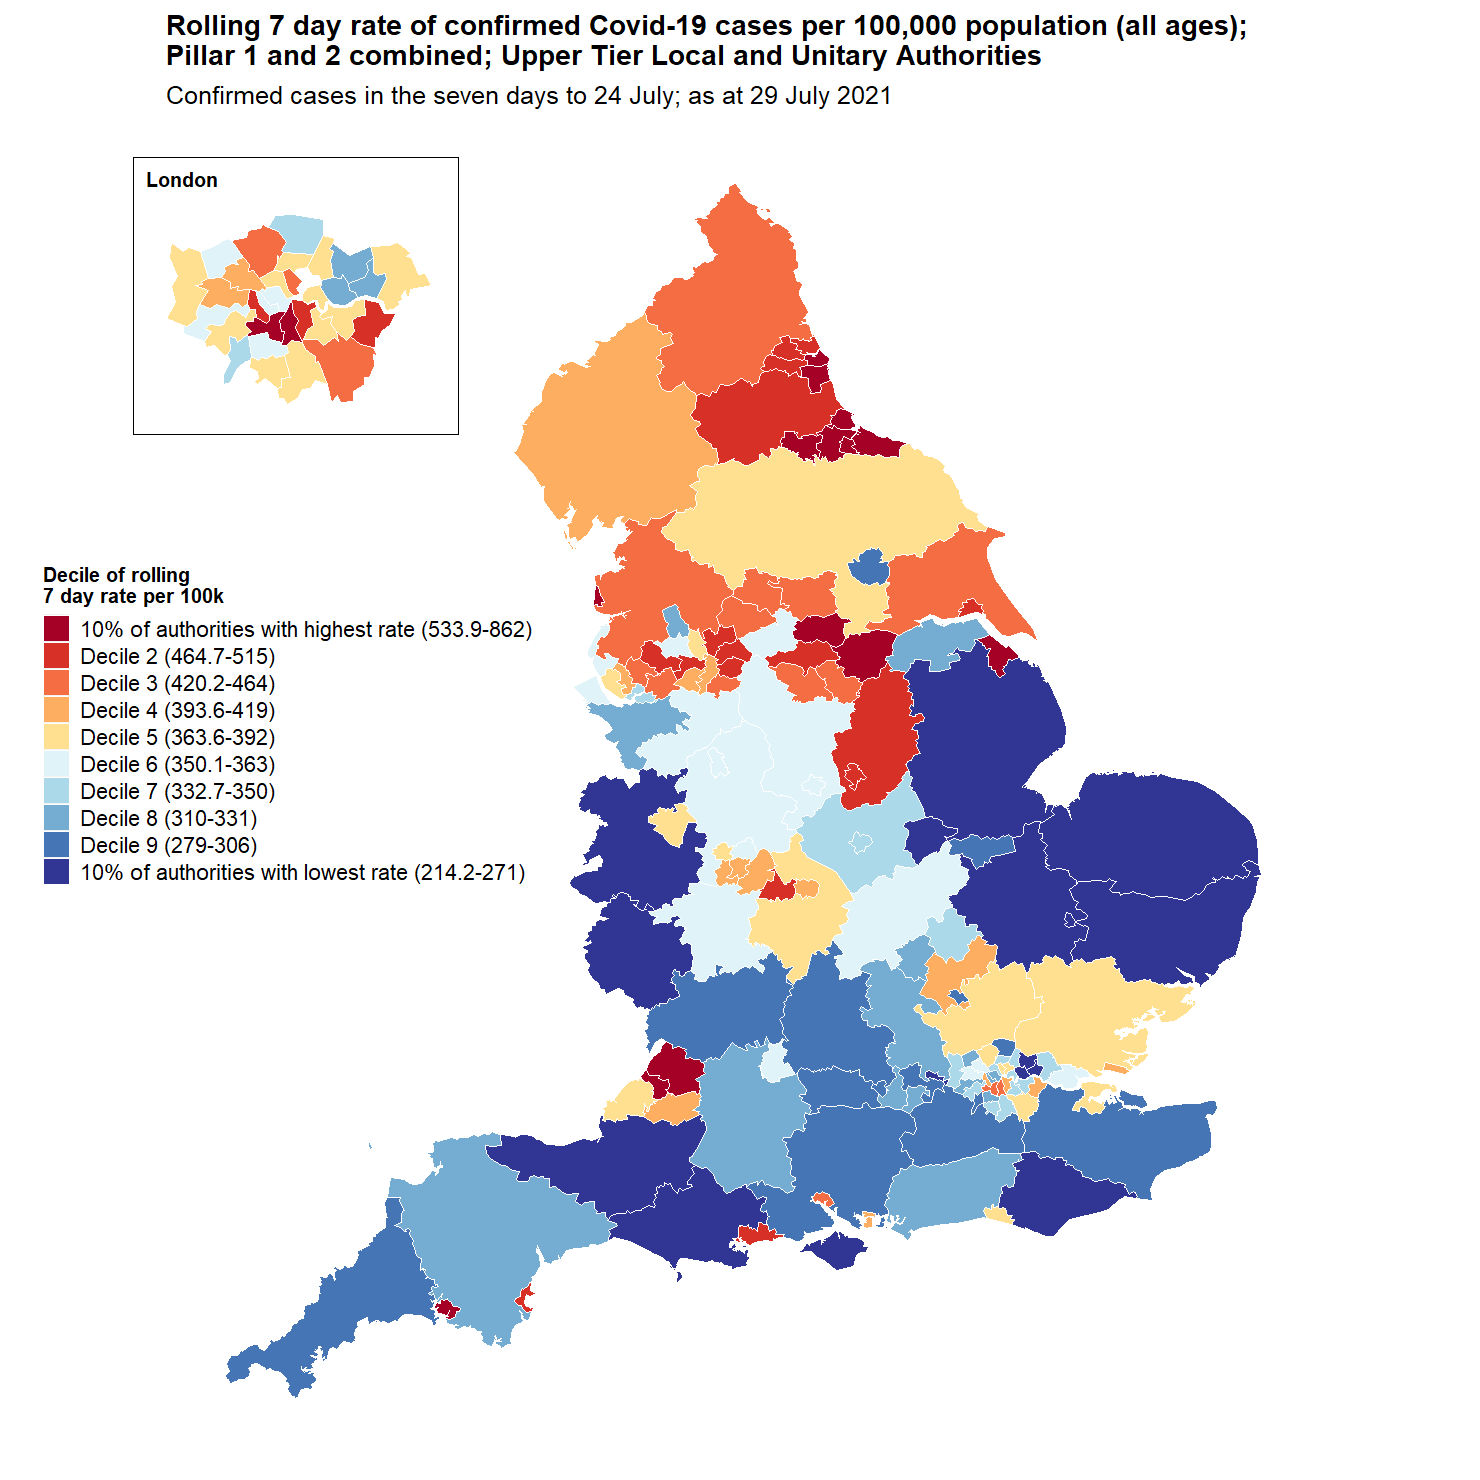 Rolling 7 day rate of confirmed Covid-19 cases per 100,000 population (all ages);
Pillar 1 and 2 combined; Upper Tier Local and Unitary Authorities
Confirmed cases in the seven days to 24 July; as at 29 July 2021
London
Decile of rolling
7 day rate per 100k
10% of authorities with highest rate (533.9-862)
Decile 2 (464.7-515)
Decile 3 (420.2-464)
Decile 4 (393.6-419)
Decile 5 (363.6-392)
Decile 6 (350.1-363)
Decile 7 (332.7-350)
Decile 8 (310-331)
Decile 9 (279-306)
10% of authorities with lowest rate (214.2-271)